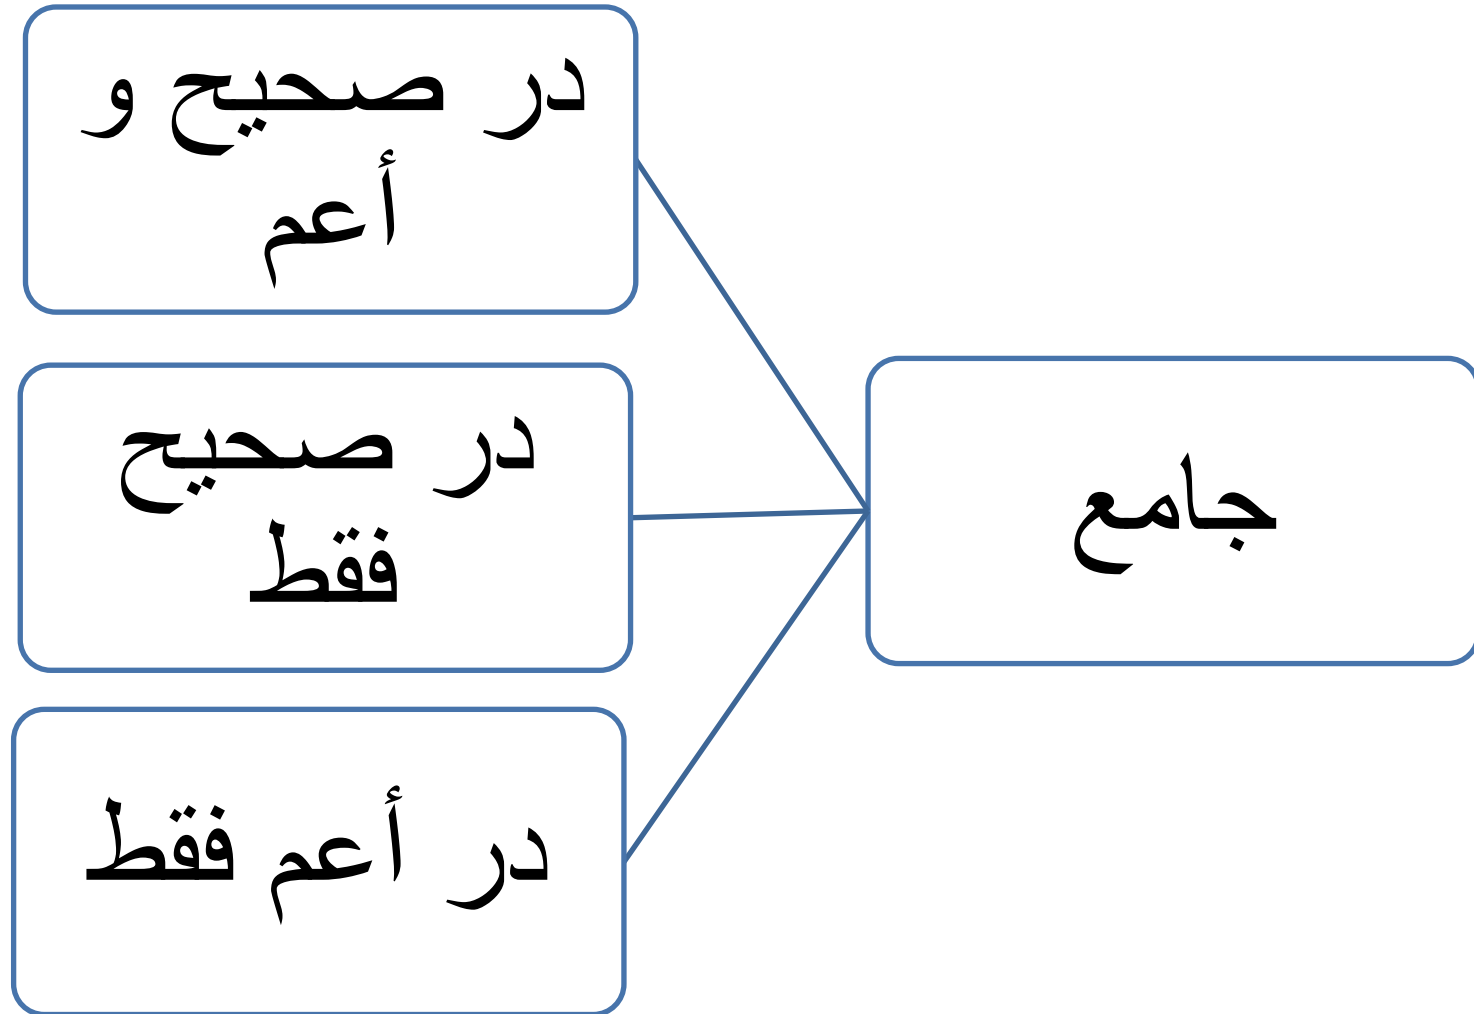 جامع
در صحيح و
أعم
در صحيح
فقط
در أعم فقط